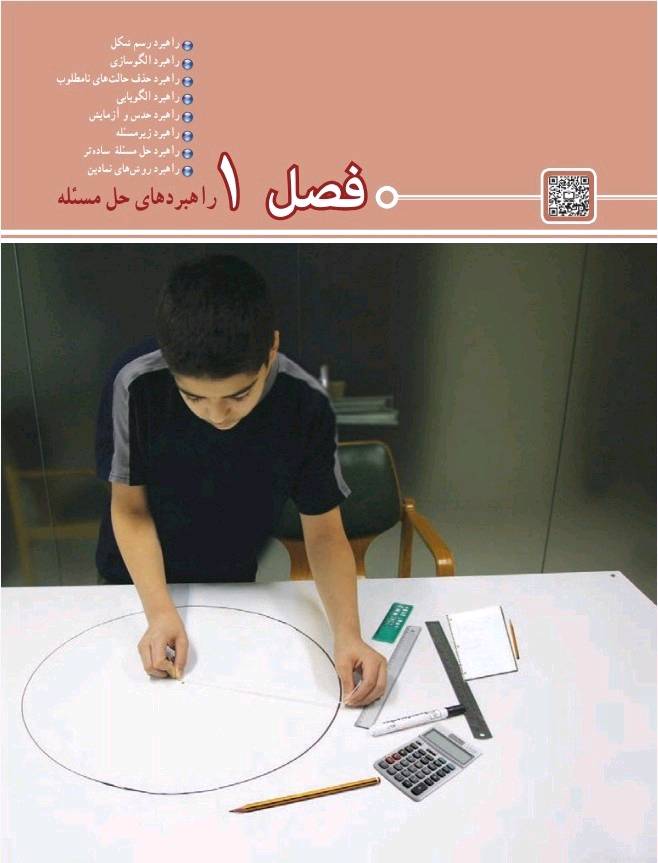 راهبرد رسم شکل
راهبرد الگوسازی
راهبرد حذف حالت‌های نامطلوب
راهبرد الگویابی
راهبرد حدس و آزمایش
راهبرد زیرمسئله
راهبرد حل مسئلهٔ ساده‌تر
راهبرد روش‌های نمادین
فصل ۱ راهبردهای حل مسئله